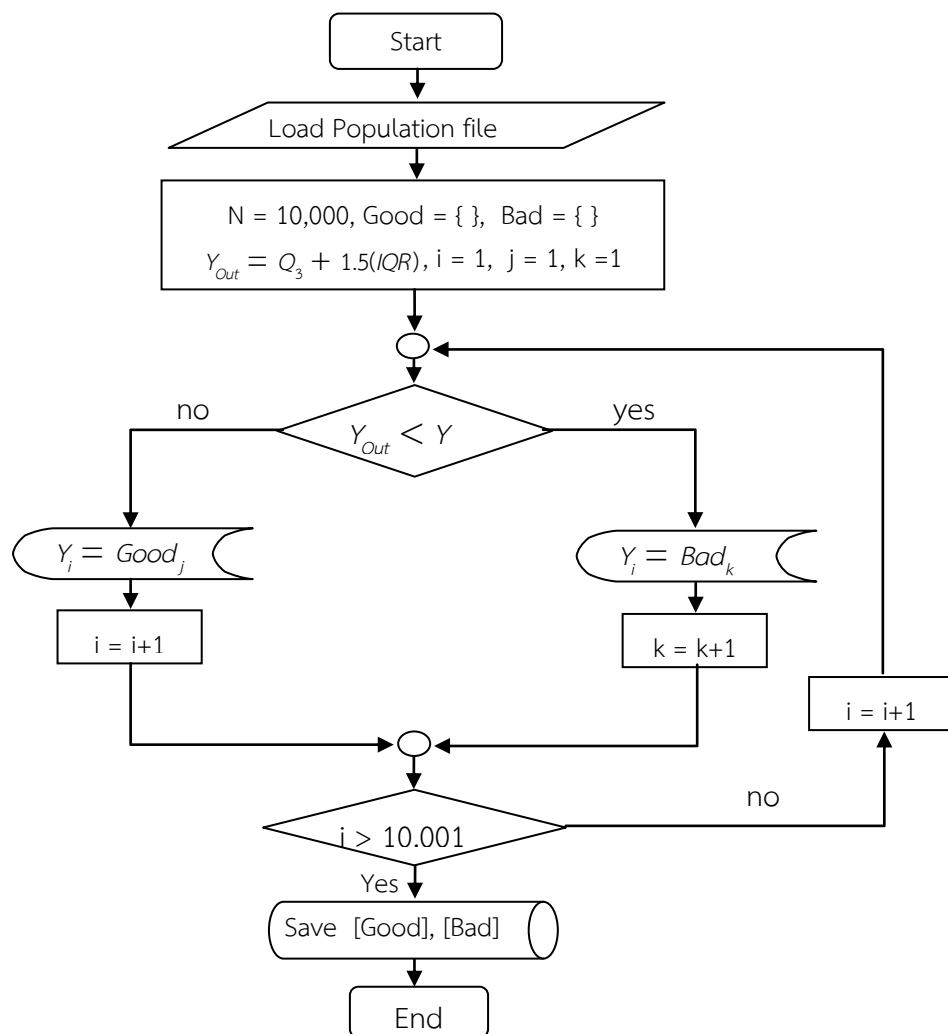 Start
Load Population file
N = 10,000, Good = { }, Bad = { }
Y_Out = Q_3 + 1.5(IQR), i = 1, j = 1, k =1
no
yes
Y_Out < Y
Y_i = Good_j
Y_i = Bad_k
i = i+1
k = k+1
i = i+1
no
i > 10.001
Yes
Save [Good], [Bad]
End